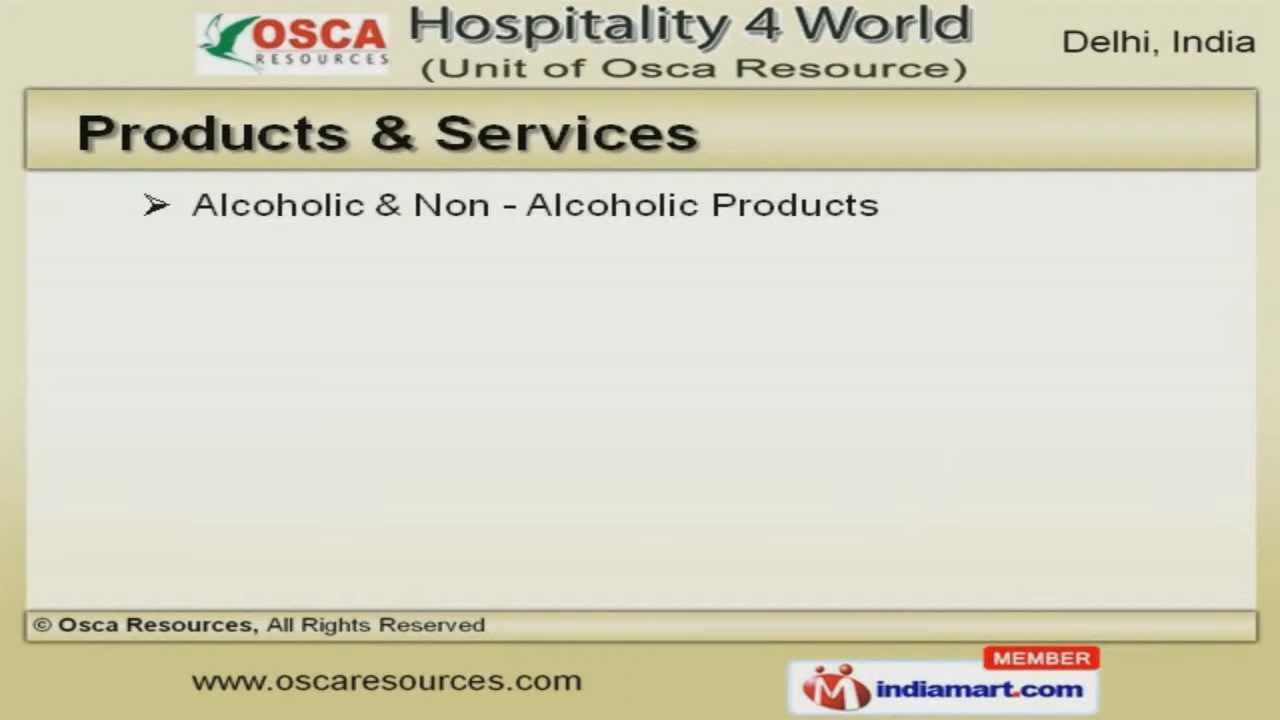 OSCA
RESOURCES
Hospitality 4 World
(Unit of Osca Resource)
Delhi, India
Products & Services
➢ Alcoholic & Non - Alcoholic Products
© Osca Resources, All Rights Reserved
www.oscaresources.com
MEMBER
indiamart.com